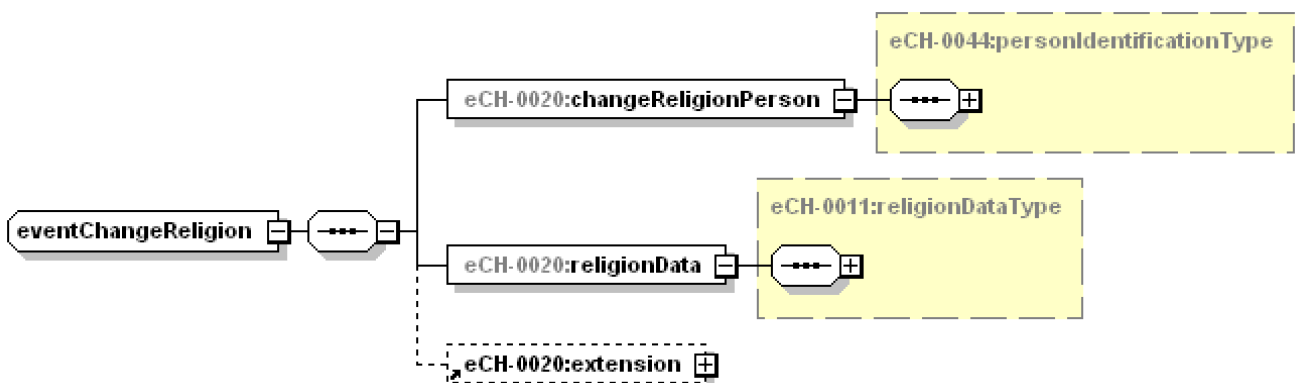 eCH-0044:personIdentificationType
eCH-0020:changeReligionPerson
eCH-0011:religionDataType
eventChangeReligion
eCH-0020:religionData
eCH-0020:extension